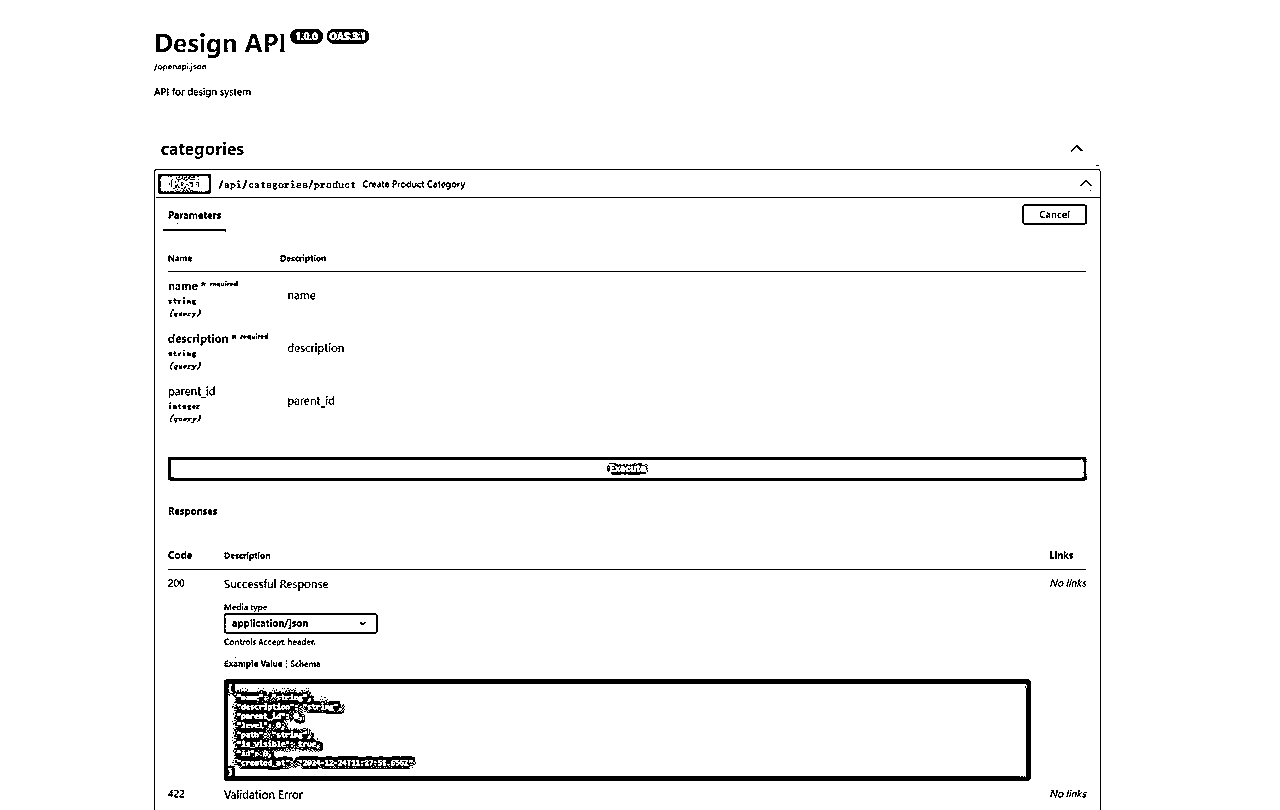 Design API 1.0.0 OAS 3.1
/openapi.json
API for design system
categories
POST /api/categories/product Create Product Category
Parameters
Cancel
Name Description
name * required
string
(query)
name
description * required
string
(query)
description
parent_id
integer
(query)
parent_id
Execute
Responses
Code Description Links
200 Successful Response No links
Media type
application/json
Controls Accept header.
Example Value | Schema
{
"name": "string",
"description": "string",
"parent_id": 0,
"level": 0,
"path": "string",
"is_visible": true,
"id": 0,
"created_at": "2024-12-24T11:27:58.656Z"
}
422 Validation Error No links